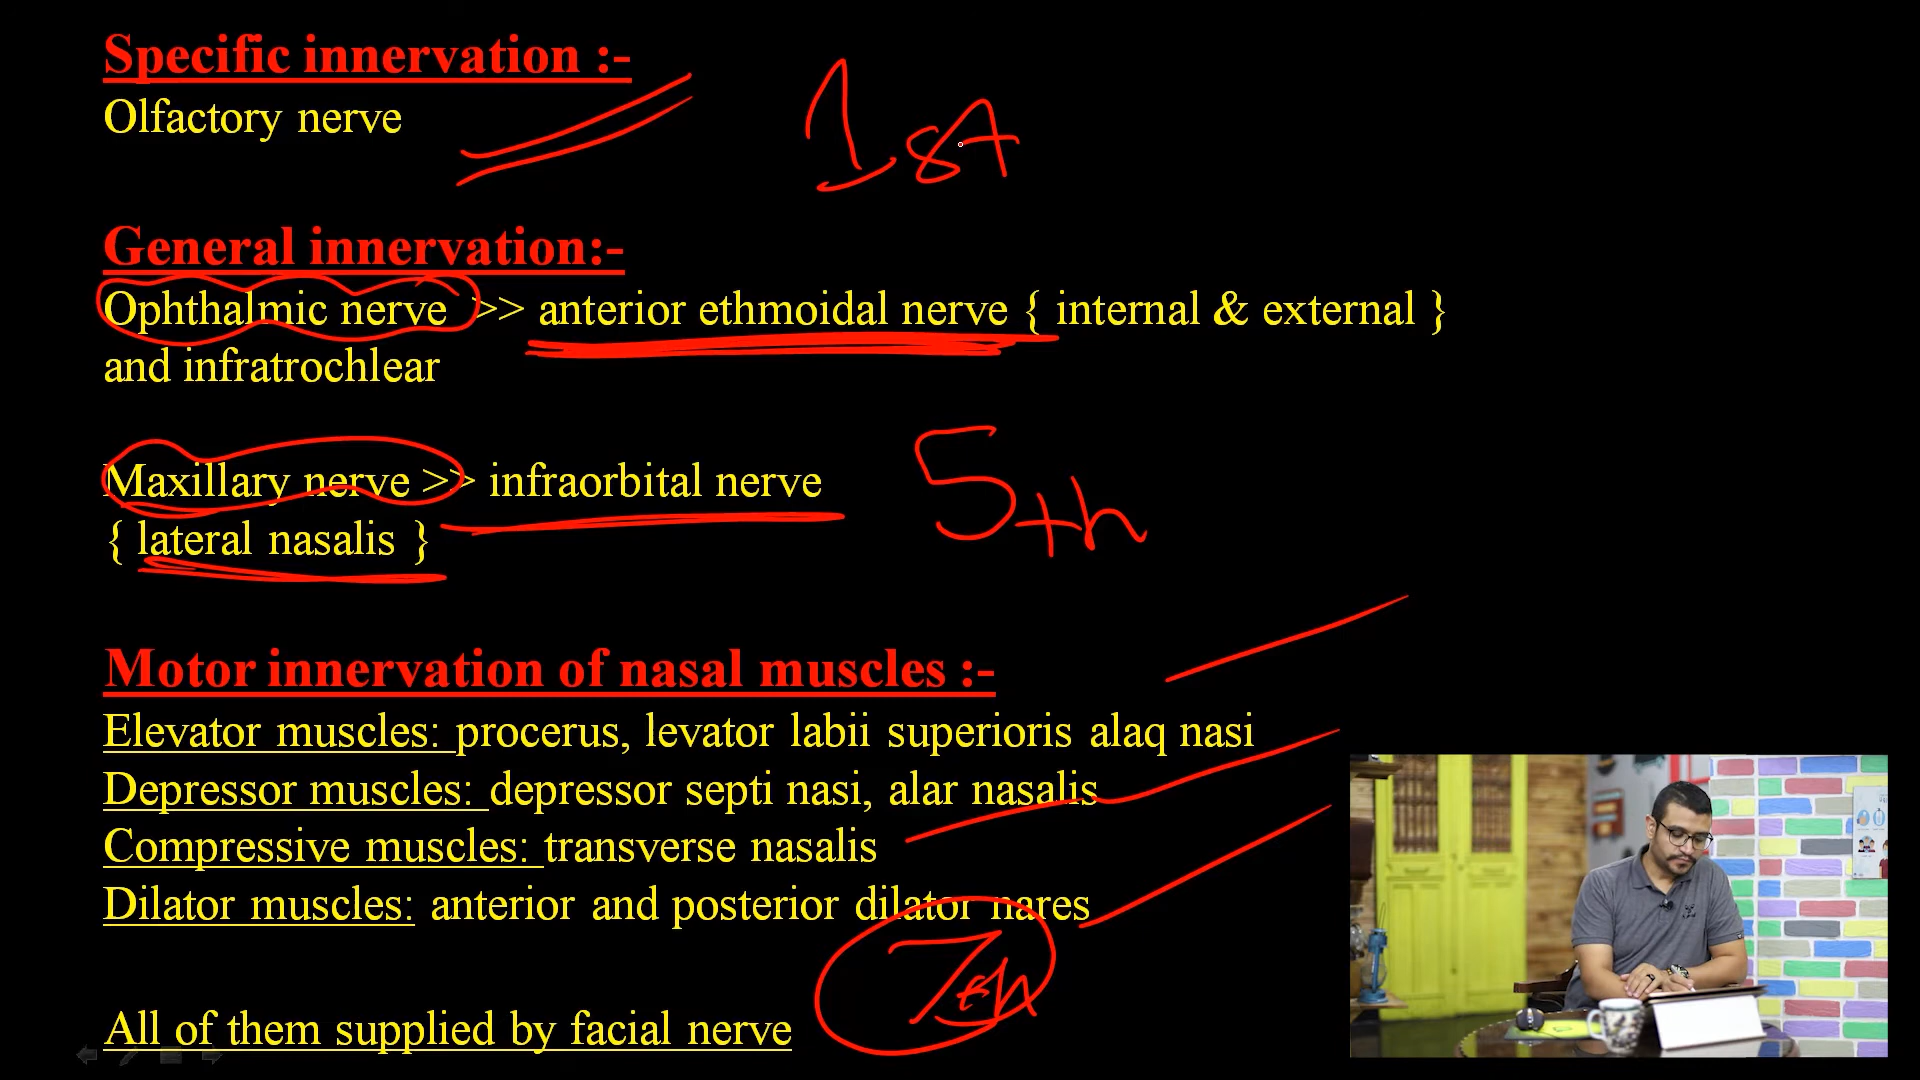 Specific innervation :-
Olfactory nerve
1st
General innervation:-
Ophthalmic nerve >> anterior ethmoidal nerve { internal & external }
and infratrochlear
Maxillary nerve >> infraorbital nerve
{ lateral nasalis }
5th
Motor innervation of nasal muscles :-
Elevator muscles: procerus, levator labii superioris alaq nasi
Depressor muscles: depressor septi nasi, alar nasalis
Compressive muscles: transverse nasalis
Dilator muscles: anterior and posterior dilator nares
7th
All of them supplied by facial nerve